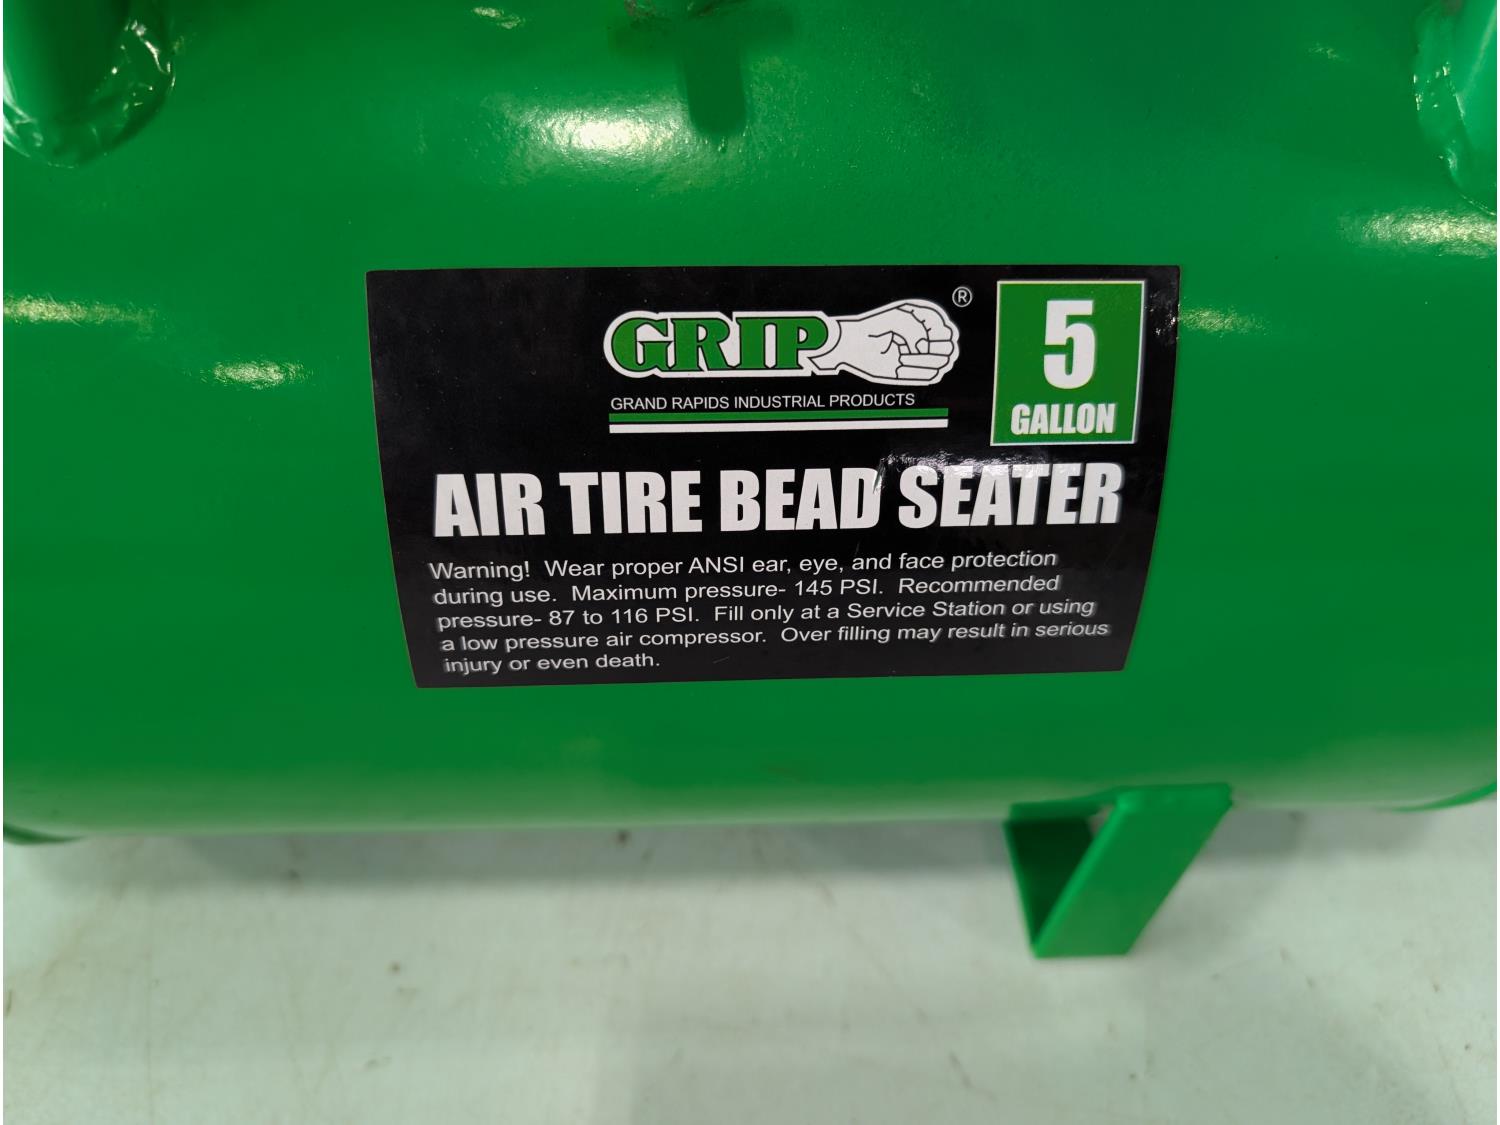 GRIP ®
GRAND RAPIDS INDUSTRIAL PRODUCTS
5
GALLON
AIR TIRE BEAD SEATER
Warning! Wear proper ANSI ear, eye, and face protection
during use. Maximum pressure- 145 PSI. Recommended
pressure- 87 to 116 PSI. Fill only at a Service Station or using
a low pressure air compressor. Over filling may result in serious
injury or even death.